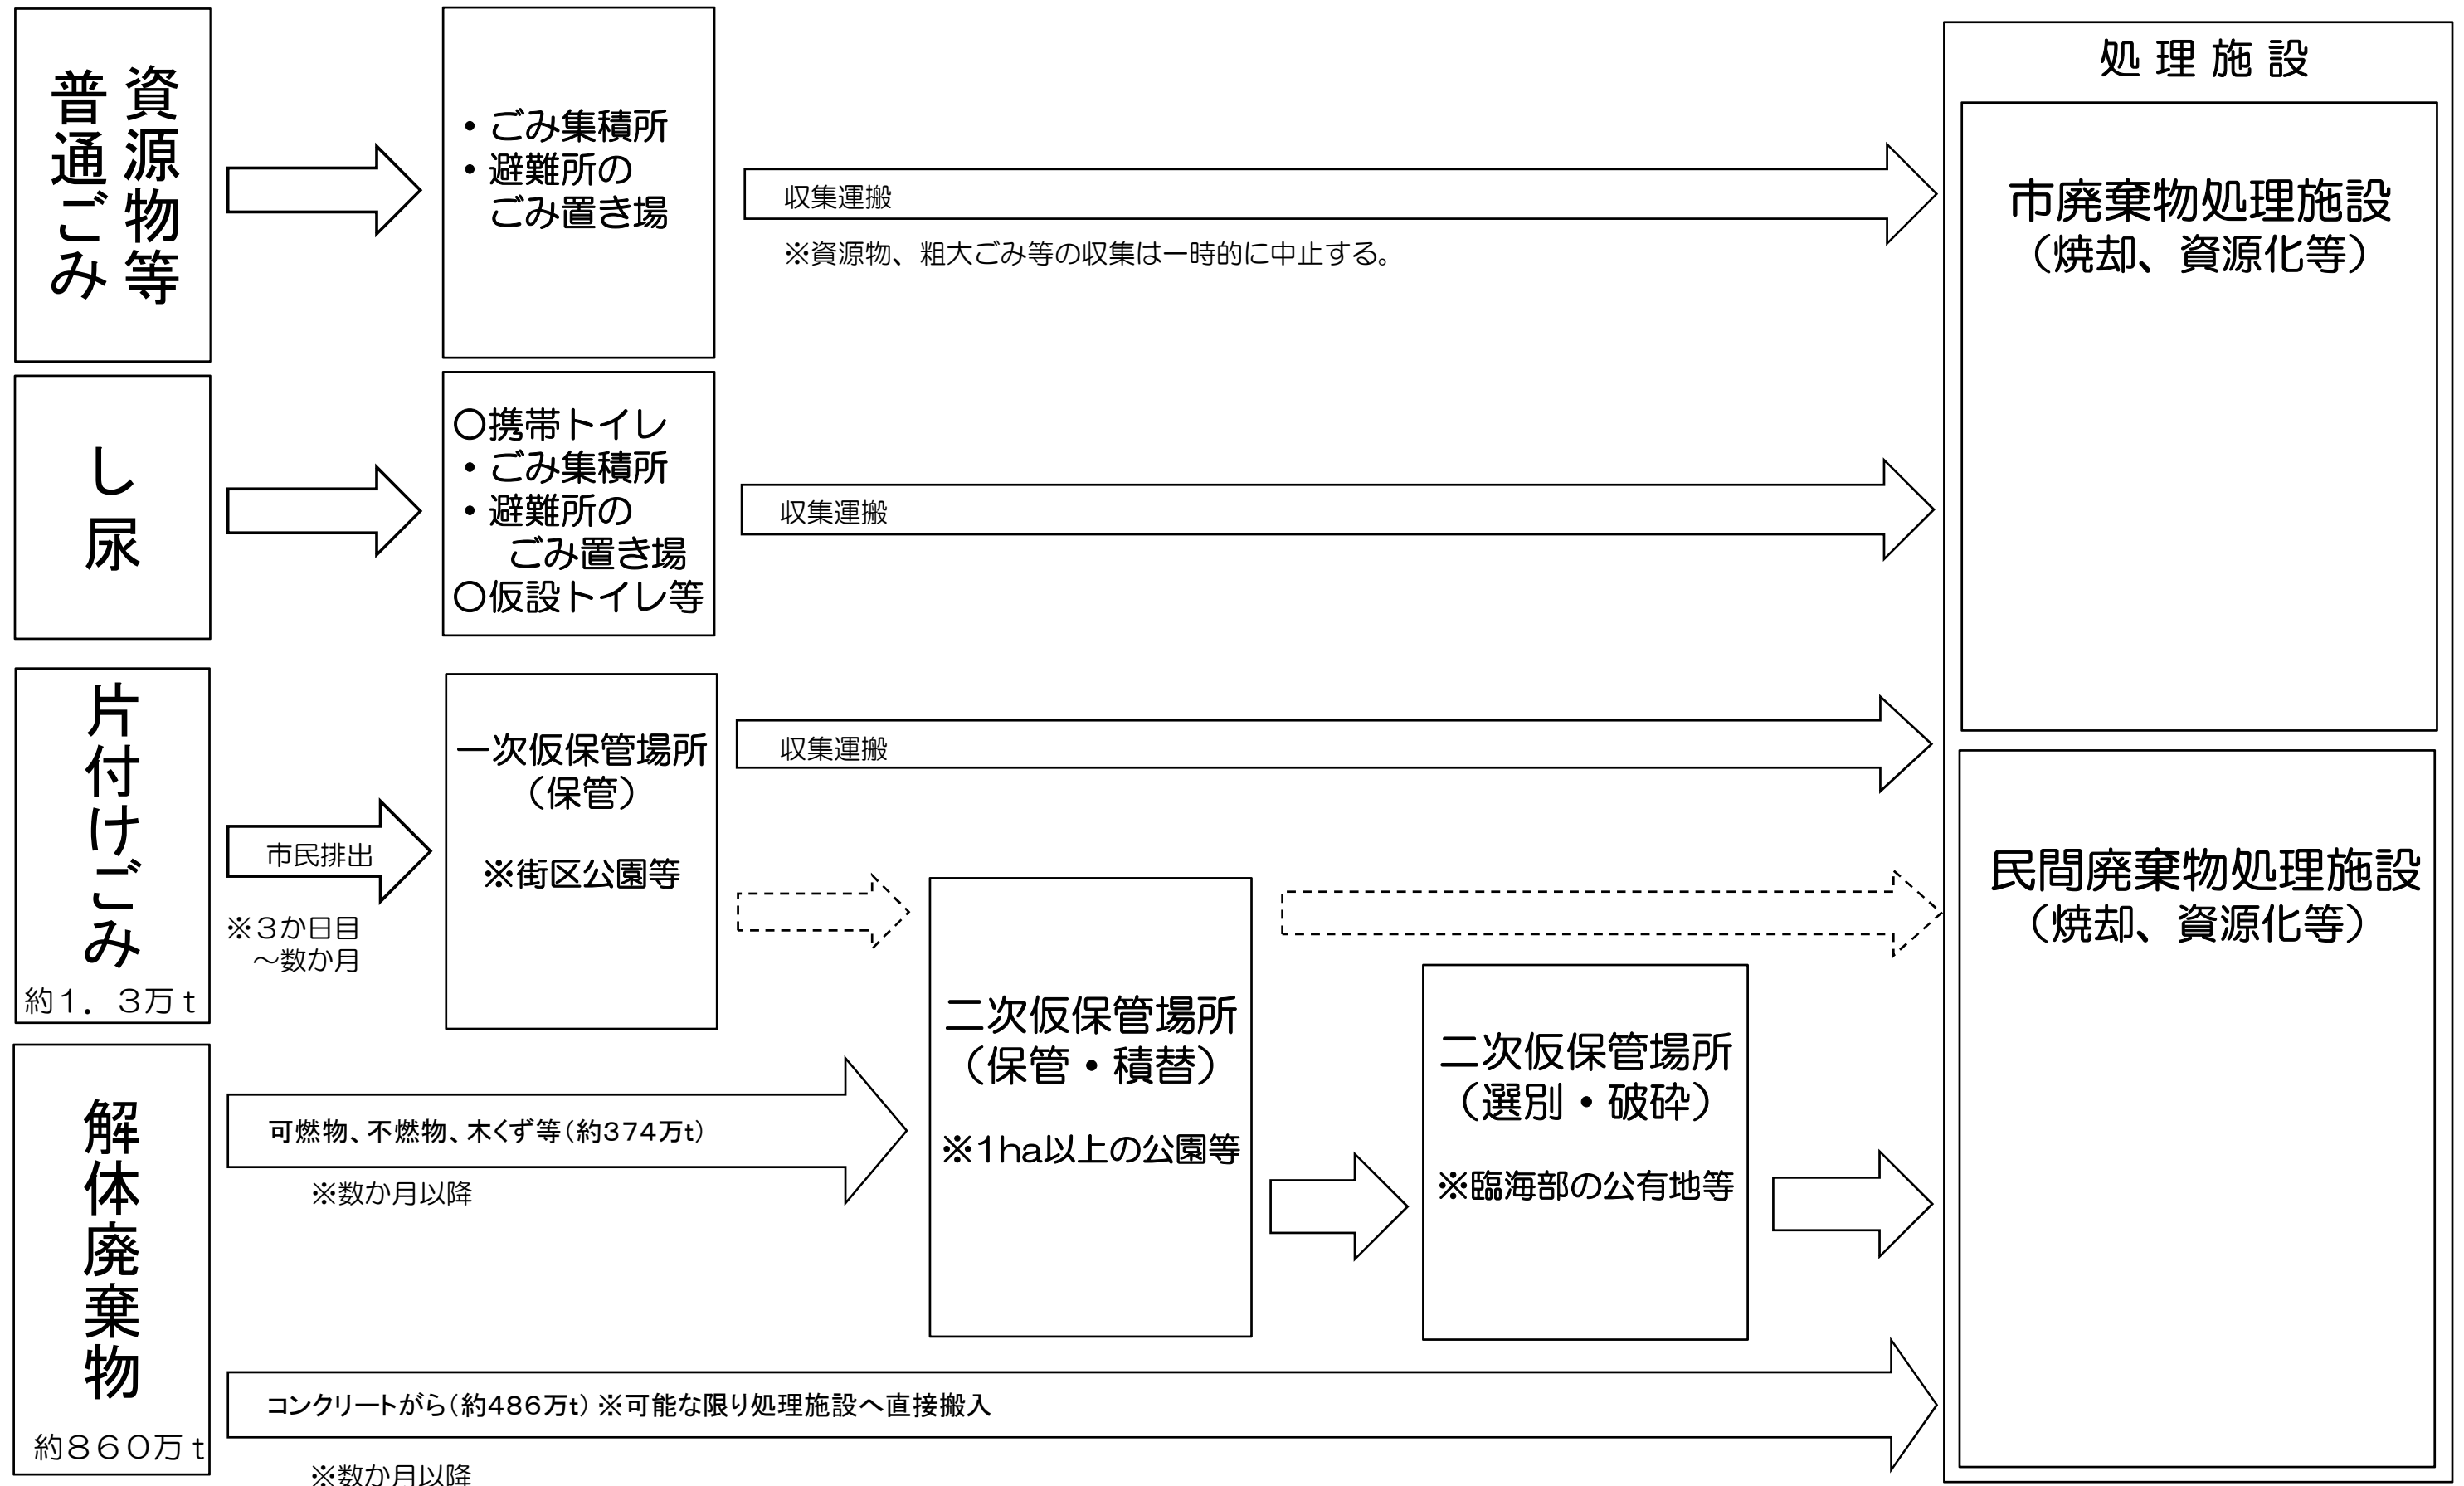 資源物等
普通ごみ
・ごみ集積所
・避難所の
ごみ置き場
収集運搬
※資源物、粗大ごみ等の収集は一時的に中止する。
処理施設
市廃棄物処理施設
（焼却、資源化等）
し尿
○携帯トイレ
・ごみ集積所
・避難所の
ごみ置き場
○仮設トイレ等
収集運搬
片付けごみ
約１．３万ｔ
市民排出
※３か日目
～数か月
一次仮保管場所
（保管）
※街区公園等
収集運搬
民間廃棄物処理施設
（焼却、資源化等）
解体廃棄物
約８６０万ｔ
可燃物、不燃物、木くず等（約374万t）
※数か月以降
二次仮保管場所
（保管・積替）
※1ha以上の公園等
二次仮保管場所
（選別・破砕）
※臨海部の公有地等
コンクリートがら（約486万t）※可能な限り処理施設へ直接搬入
※数か月以降